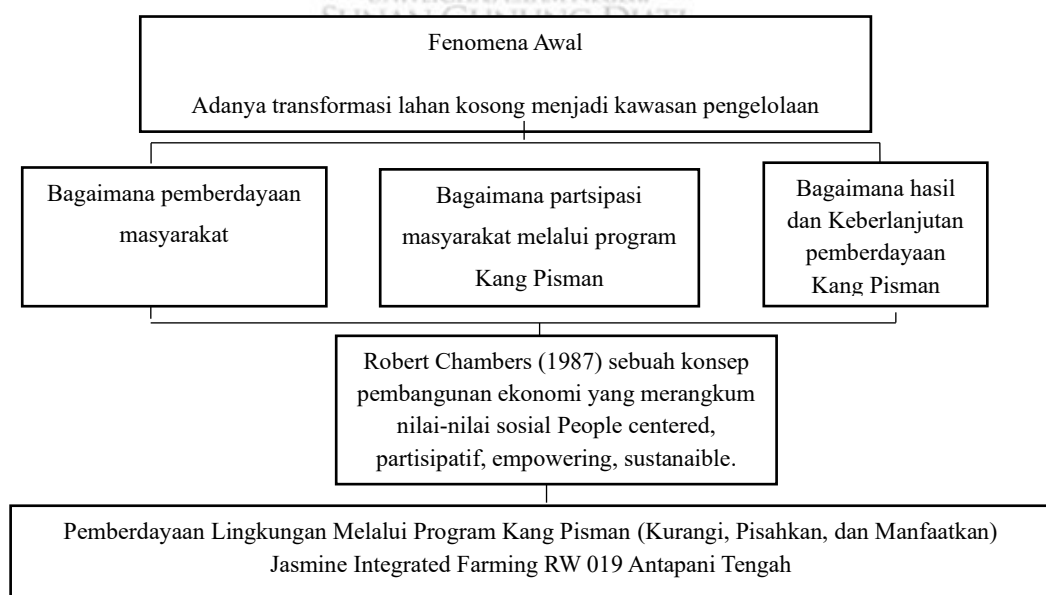 SUNAN GUNUNG DJATI
Fenomena Awal
Adanya transformasi lahan kosong menjadi kawasan pengelolaan
Bagaimana pemberdayaan
masyarakat
Bagaimana partsipasi
masyarakat melalui program
Kang Pisman
Bagaimana hasil
dan Keberlanjutan
pemberdayaan
Kang Pisman
Robert Chambers (1987) sebuah konsep
pembangunan ekonomi yang merangkum
nilai-nilai sosial People centered,
partisipatif, empowering, sustanaible.
Pemberdayaan Lingkungan Melalui Program Kang Pisman (Kurangi, Pisahkan, dan Manfaatkan)
Jasmine Integrated Farming RW 019 Antapani Tengah